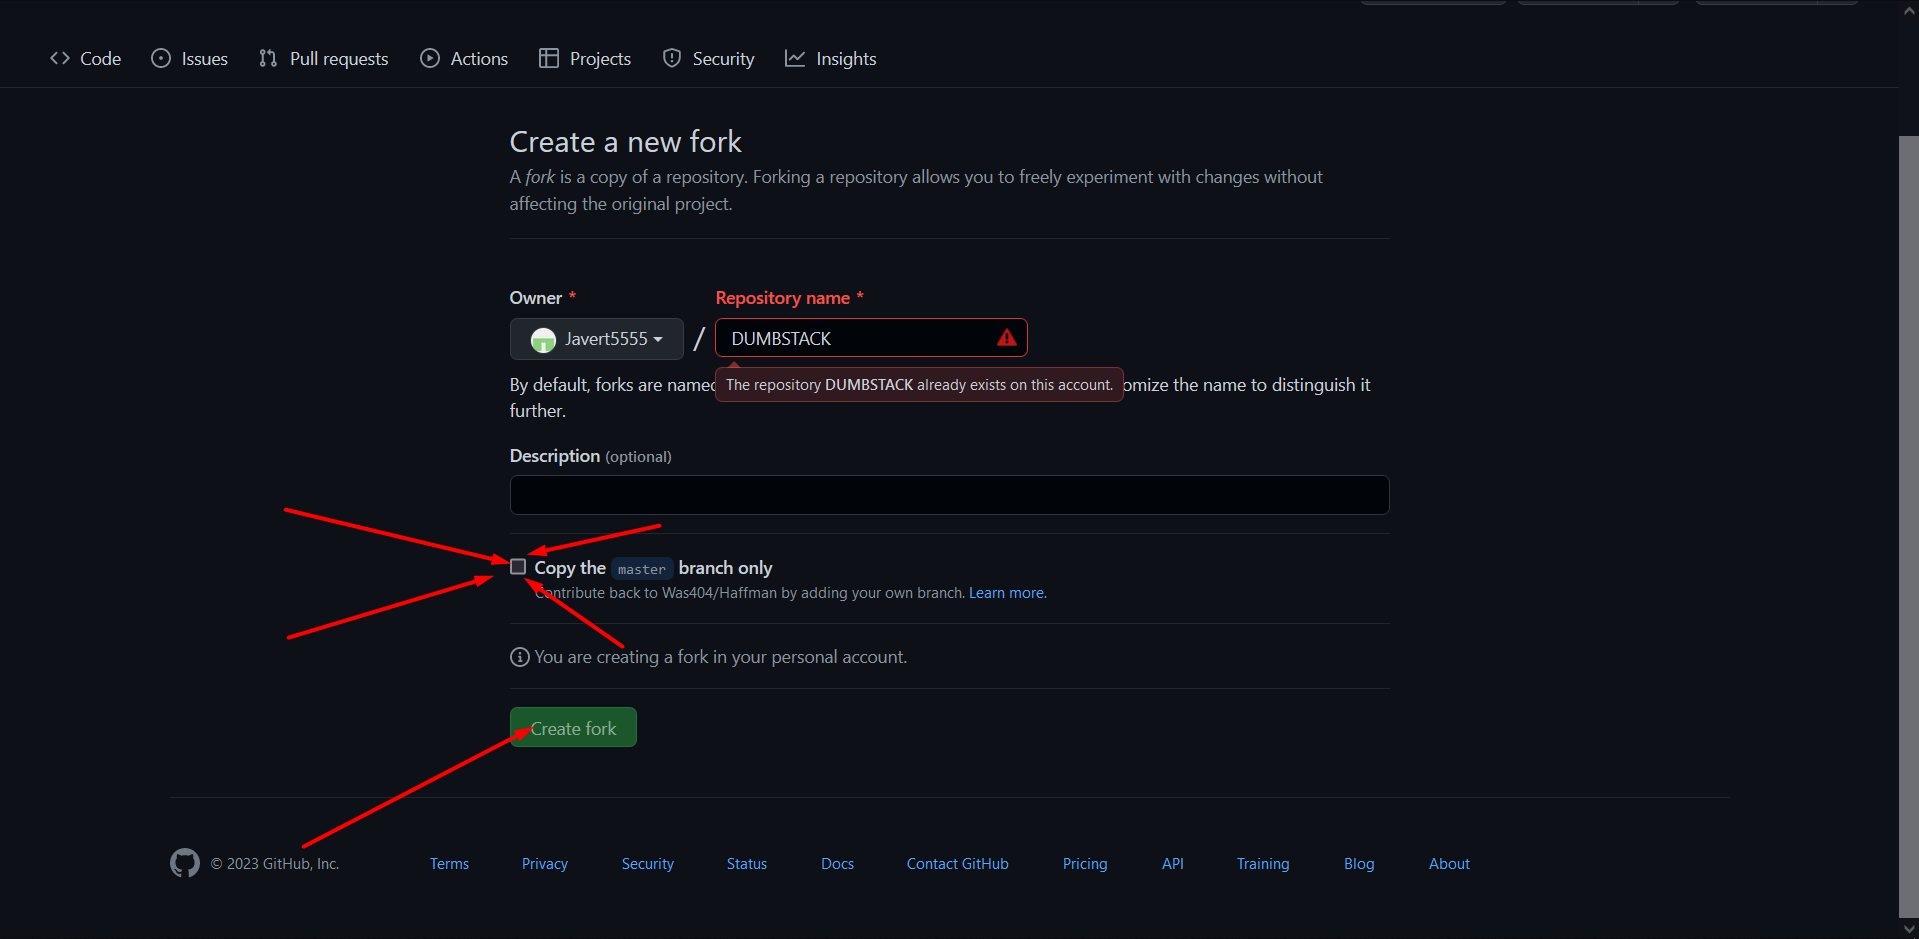 Code Issues Pull requests Actions Projects Security Insights
Create a new fork
A fork is a copy of a repository. Forking a repository allows you to freely experiment with changes without
affecting the original project.
Owner * Repository name *
Javert5555 / DUMBSTACK
The repository DUMBSTACK already exists on this account.
By default, forks are named omize the name to distinguish it
further.
Description (optional)
Copy the master branch only
Contribute back to Was404/Haffman by adding your own branch. Learn more.
You are creating a fork in your personal account.
Create fork
© 2023 GitHub, Inc. Terms Privacy Security Status Docs Contact GitHub Pricing API Training Blog About